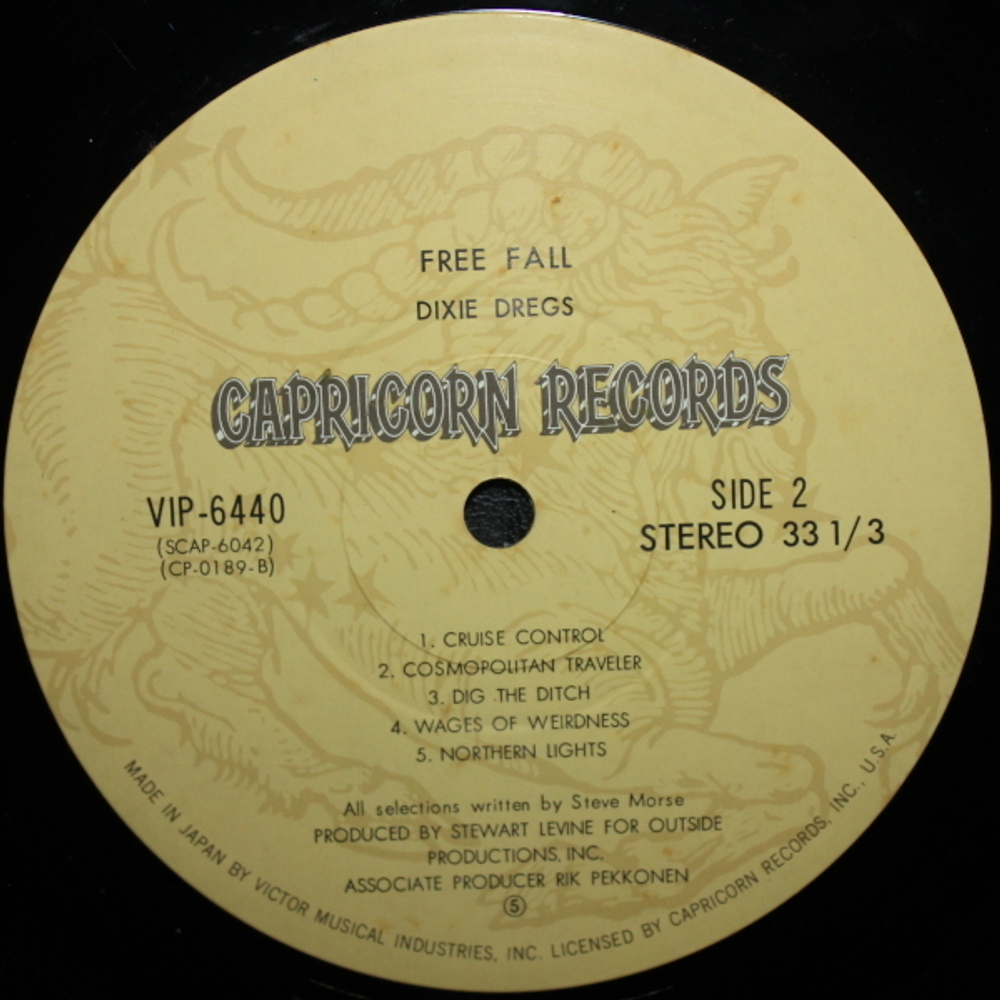 FREE FALL
DIXIE DREGS
CAPRICORN RECORDS
VIP-6440
(SCAP-6042)
(CP-0189-B)
SIDE 2
STEREO 33 1/3
1. CRUISE CONTROL
2. COSMOPOLITAN TRAVELER
3. DIG THE DITCH
4. WAGES OF WEIRDNESS
5. NORTHERN LIGHTS
All selections written by Steve Morse
PRODUCED BY STEWART LEVINE FOR OUTSIDE
PRODUCTIONS, INC.
ASSOCIATE PRODUCER RIK PEKKONEN
⑤
MADE IN JAPAN BY VICTOR MUSICAL INDUSTRIES, INC. LICENSED BY CAPRICORN RECORDS, INC., U.S.A.